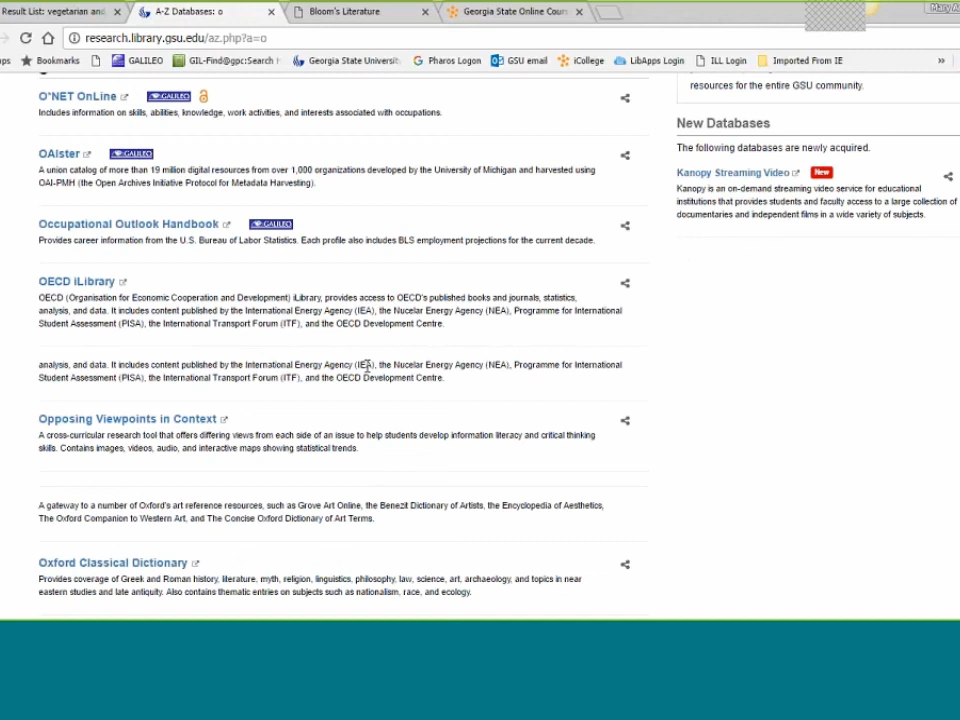 Result List: vegetarian and
A-Z Databases: o
Bloom's Literature
Georgia State Online Cour
research.library.gsu.edu/az.php?a=o
Bookmarks
GALILEO
GIL-Find@gpc::Search H
Georgia State Universit
Pharos Logon
GSU email
iCollege
LibApps Login
ILL Login
Imported From IE
»
O*NET OnLine GALILEO
Includes information on skills, abilities, knowledge, work activities, and interests associated with occupations.
OAIster GALILEO
A union catalog of more than 19 million digital resources from over 1,000 organizations developed by the University of Michigan and harvested using
OAI-PMH (the Open Archives Initiative Protocol for Metadata Harvesting).
Occupational Outlook Handbook GALILEO
Provides career information from the U.S. Bureau of Labor Statistics. Each profile also includes BLS employment projections for the current decade.
OECD iLibrary
OECD (Organisation for Economic Cooperation and Development) iLibrary, provides access to OECD's published books and journals, statistics,
analysis, and data. It includes content published by the International Energy Agency (IEA), the Nucelar Energy Agency (NEA), Programme for International
Student Assessment (PISA), the International Transport Forum (ITF), and the OECD Development Centre.
analysis, and data. It includes content published by the International Energy Agency (IEA), the Nucelar Energy Agency (NEA), Programme for International
Student Assessment (PISA), the International Transport Forum (ITF), and the OECD Development Centre.
Opposing Viewpoints in Context
A cross-curricular research tool that offers differing views from each side of an issue to help students develop information literacy and critical thinking
skills. Contains images, videos, audio, and interactive maps showing statistical trends.
A gateway to a number of Oxford's art reference resources, such as Grove Art Online, the Benezit Dictionary of Artists, the Encyclopedia of Aesthetics,
The Oxford Companion to Western Art, and The Concise Oxford Dictionary of Art Terms.
Oxford Classical Dictionary
Provides coverage of Greek and Roman history, literature, myth, religion, linguistics, philosophy, law, science, art, archaeology, and topics in near
eastern studies and late antiquity. Also contains thematic entries on subjects such as nationalism, race, and ecology.
resources for the entire GSU community.
New Databases
The following databases are newly acquired.
Kanopy Streaming Video New
Kanopy is an on-demand streaming video service for educational
institutions that provides students and faculty access to a large collection of
documentaries and independent films in a wide variety of subjects.